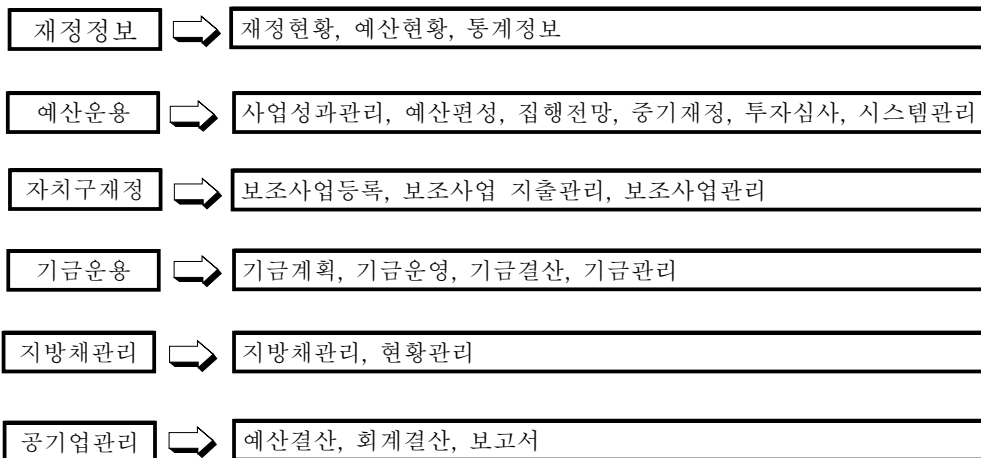 재정정보 재정현황, 예산현황, 통계정보
예산운용 사업성과관리, 예산편성, 집행전망, 중기재정, 투자심사, 시스템관리
자치구재정 보조사업등록, 보조사업 지출관리, 보조사업관리
기금운용 기금계획, 기금운영, 기금결산, 기금관리
지방채관리 지방채관리, 현황관리
공기업관리 예산결산, 회계결산, 보고서